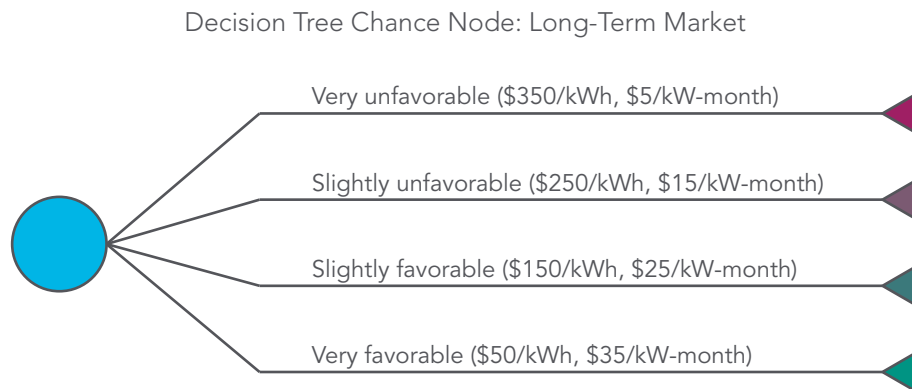 Decision Tree Chance Node: Long-Term Market
Very unfavorable ($350/kWh, $5/kW-month)
Slightly unfavorable ($250/kWh, $15/kW-month)
Slightly favorable ($150/kWh, $25/kW-month)
Very favorable ($50/kWh, $35/kW-month)